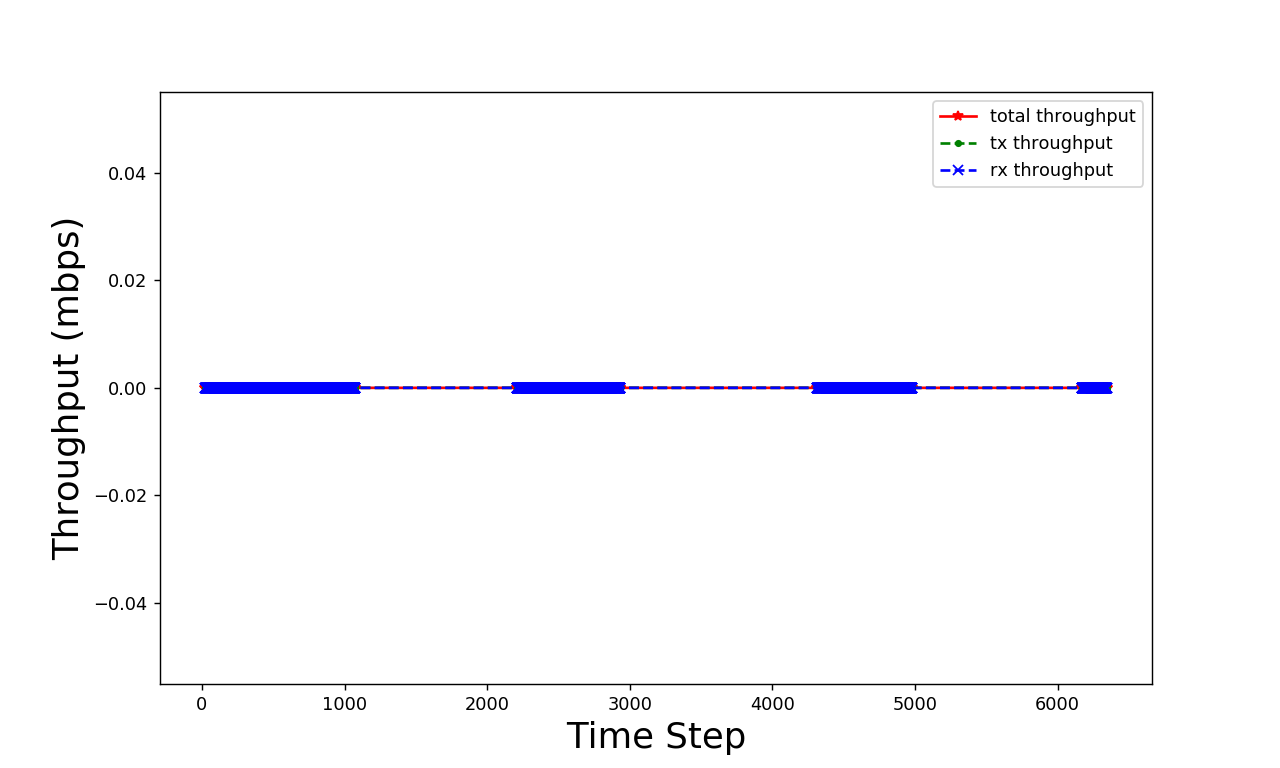 total throughput
tx throughput
rx throughput
Throughput (mbps)
0.04
0.02
0.00
−0.02
−0.04
0 1000 2000 3000 4000 5000 6000
Time Step